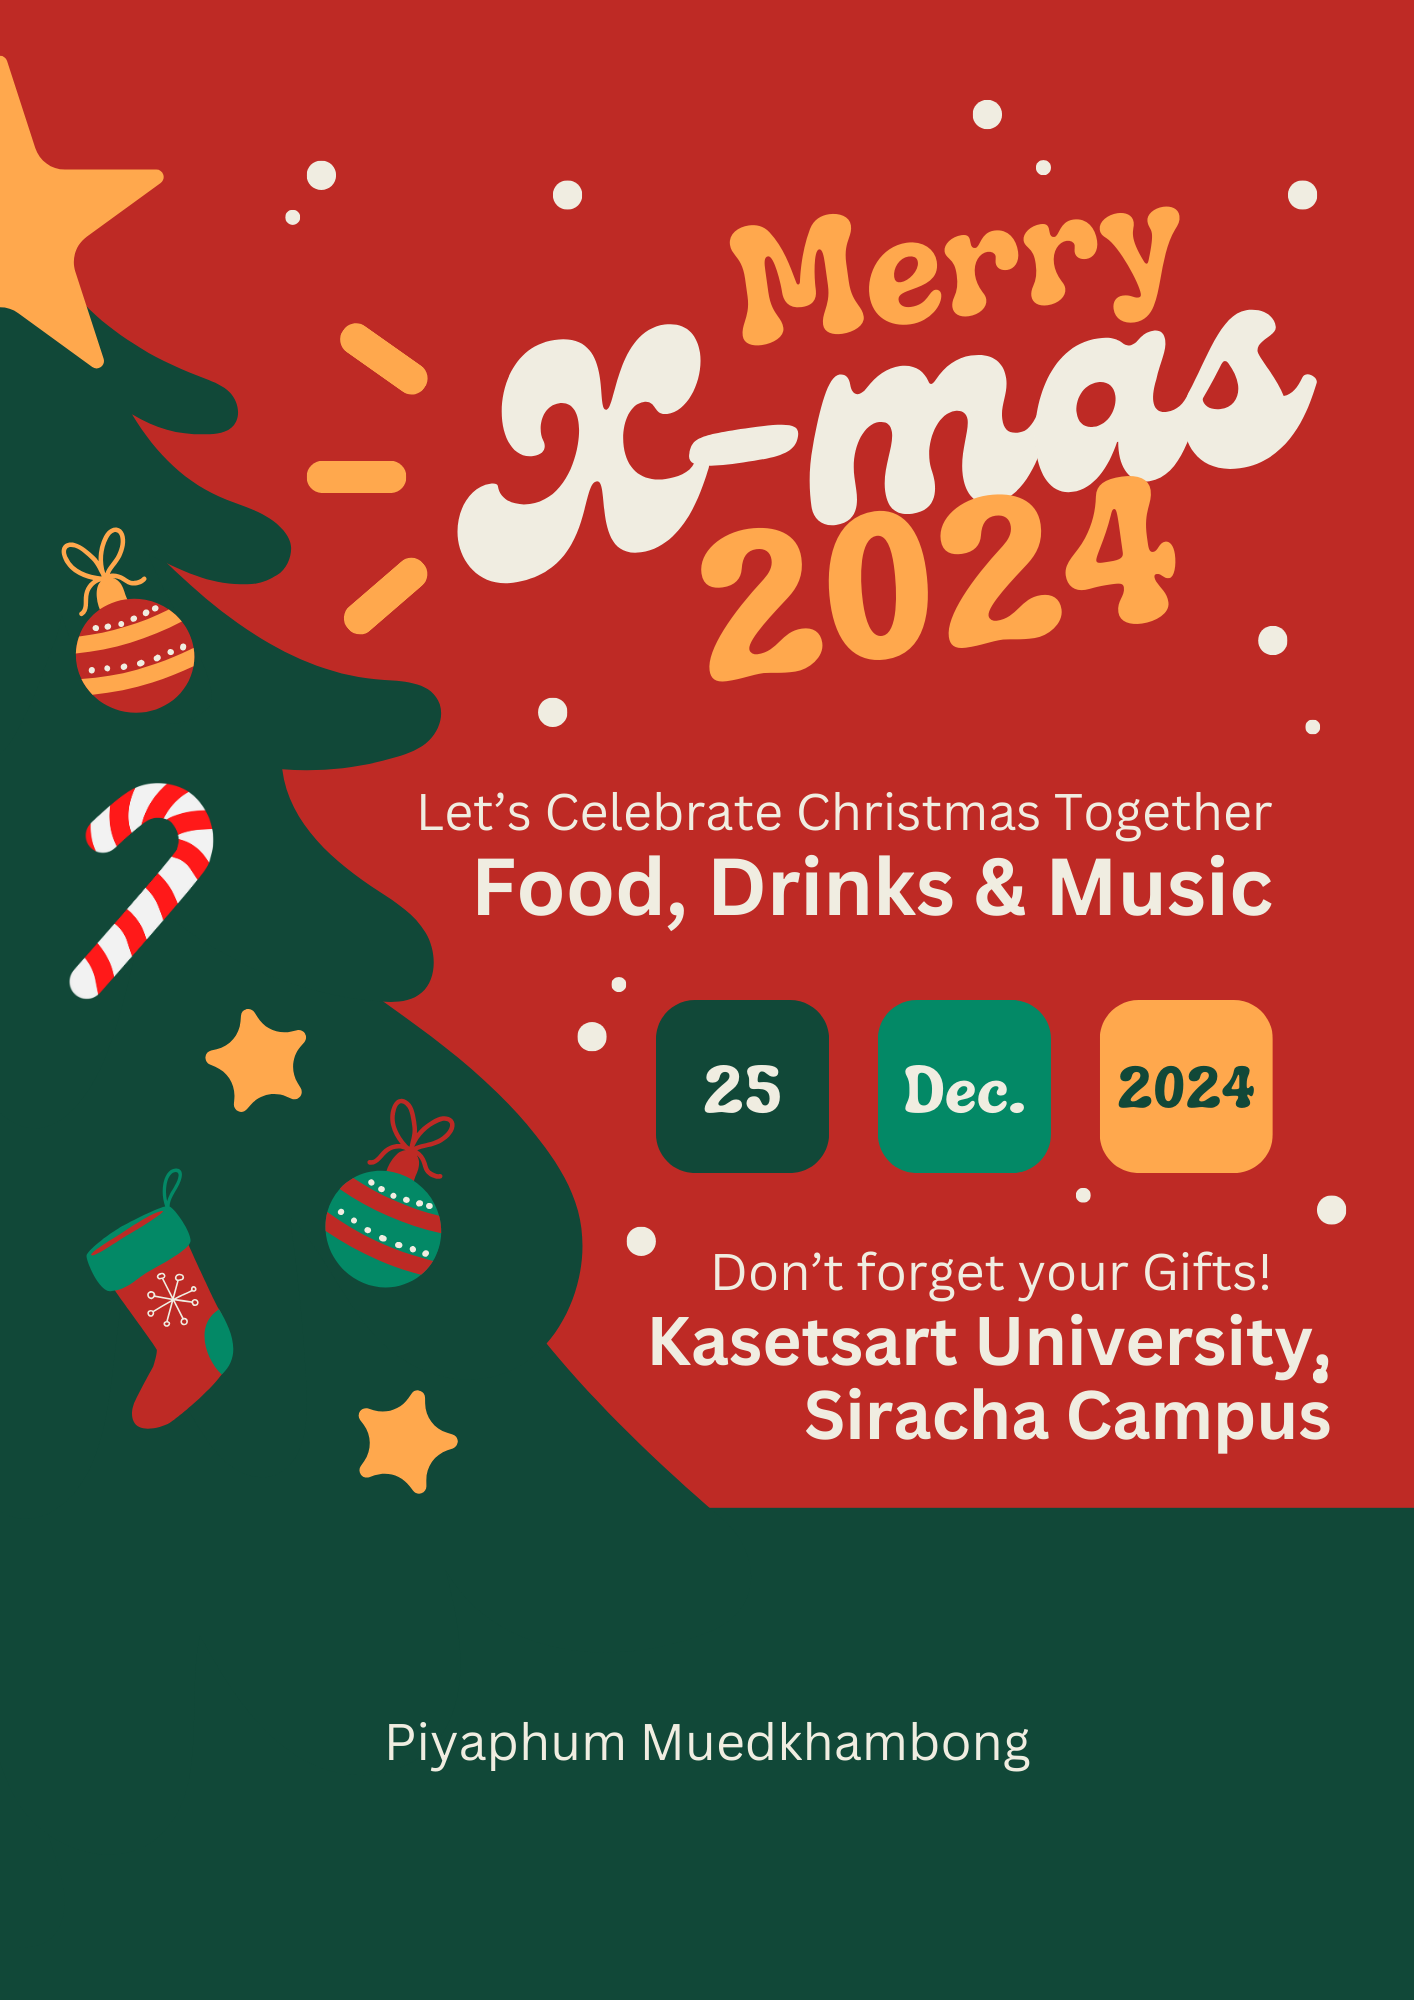 Merry
X-mas
2024
Let’s Celebrate Christmas Together
Food, Drinks & Music
25 Dec. 2024
Don’t forget your Gifts!
Kasetsart University,
Siracha Campus
Piyaphum Muedkhambong